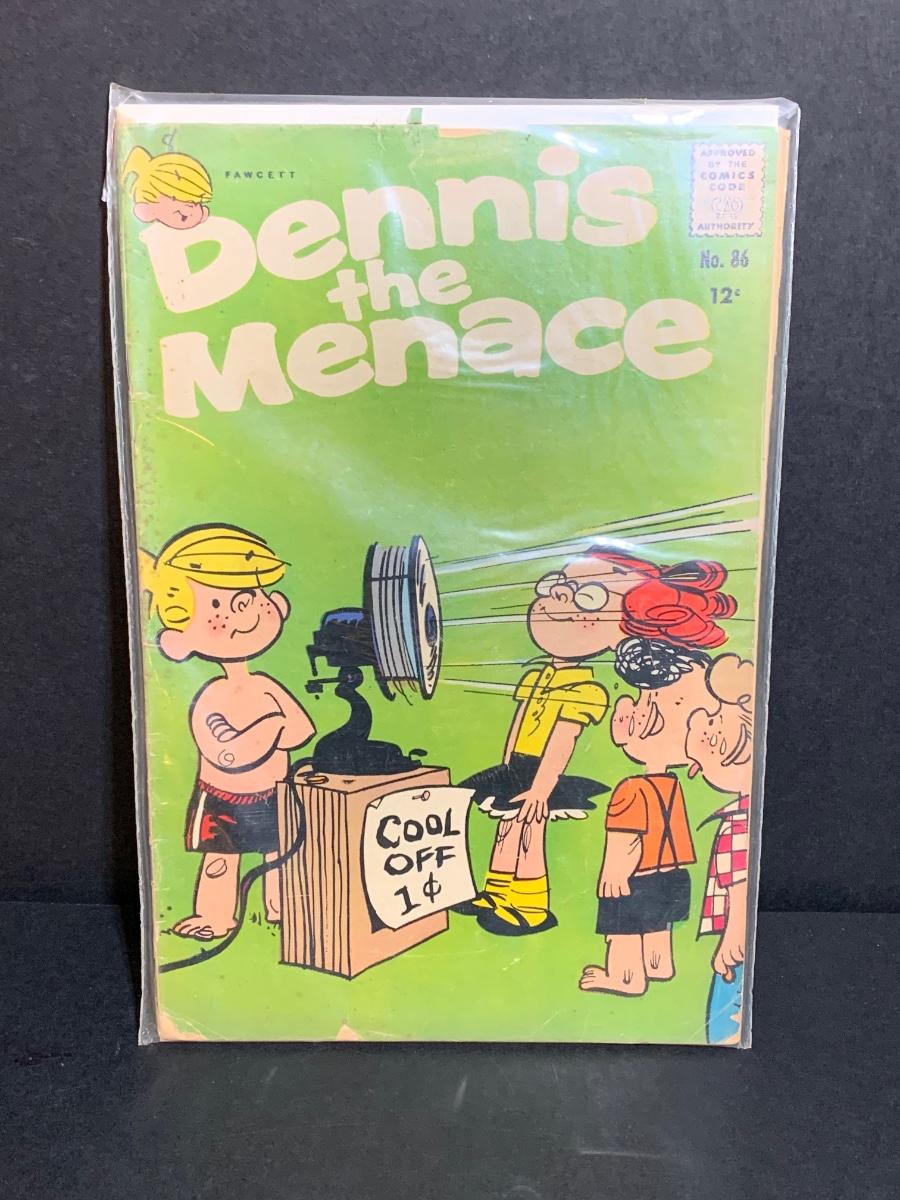 FAWCETT
Dennis
the
Menace
APPROVED
BY THE
COMICS
CODE
AUTHORITY
No. 86
12¢
COOL
OFF
1¢